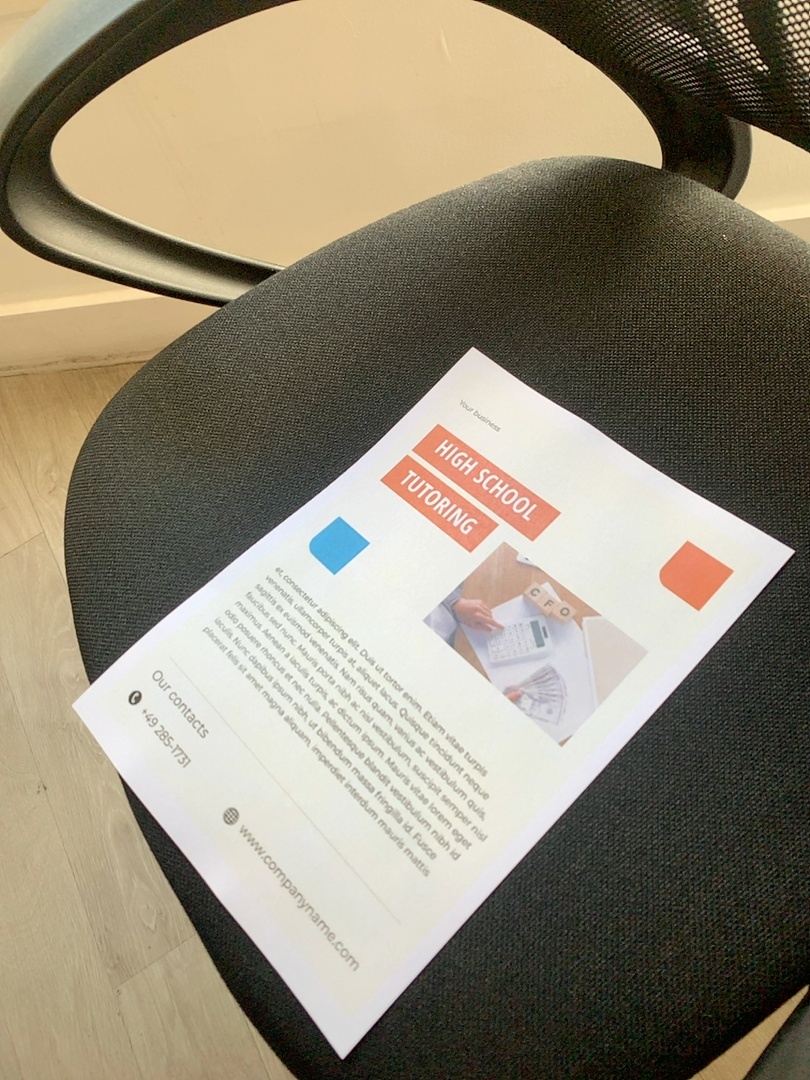 Your business
HIGH SCHOOL
TUTORING
CFO
et, consectetur adipiscing elit. Duis ut tortor enim. Etiam vitae turpis
venenatis, ullamcorper turpis at, aliquet lacus. Quisque tincidunt neque
sagittis ex euismod venenatis. Nam risus quam, varius ac vestibulum quis,
faucibus sed nunc. Mauris porta nibh ac nisl vestibulum, suscipit semper nisl
maximus. Aenean a iaculis turpis, ac dictum ipsum. Mauris vitae lorem eget
odio posuere rhoncus et nec nulla. Pellentesque blandit vestibulum nibh id
iaculis. Nunc dapibus ipsum nibh, ut bibendum massa fringilla id. Fusce
placerat felis sit amet magna aliquam, imperdiet interdum mauris mattis
Our contacts
+49 285-1731
www.companyname.com